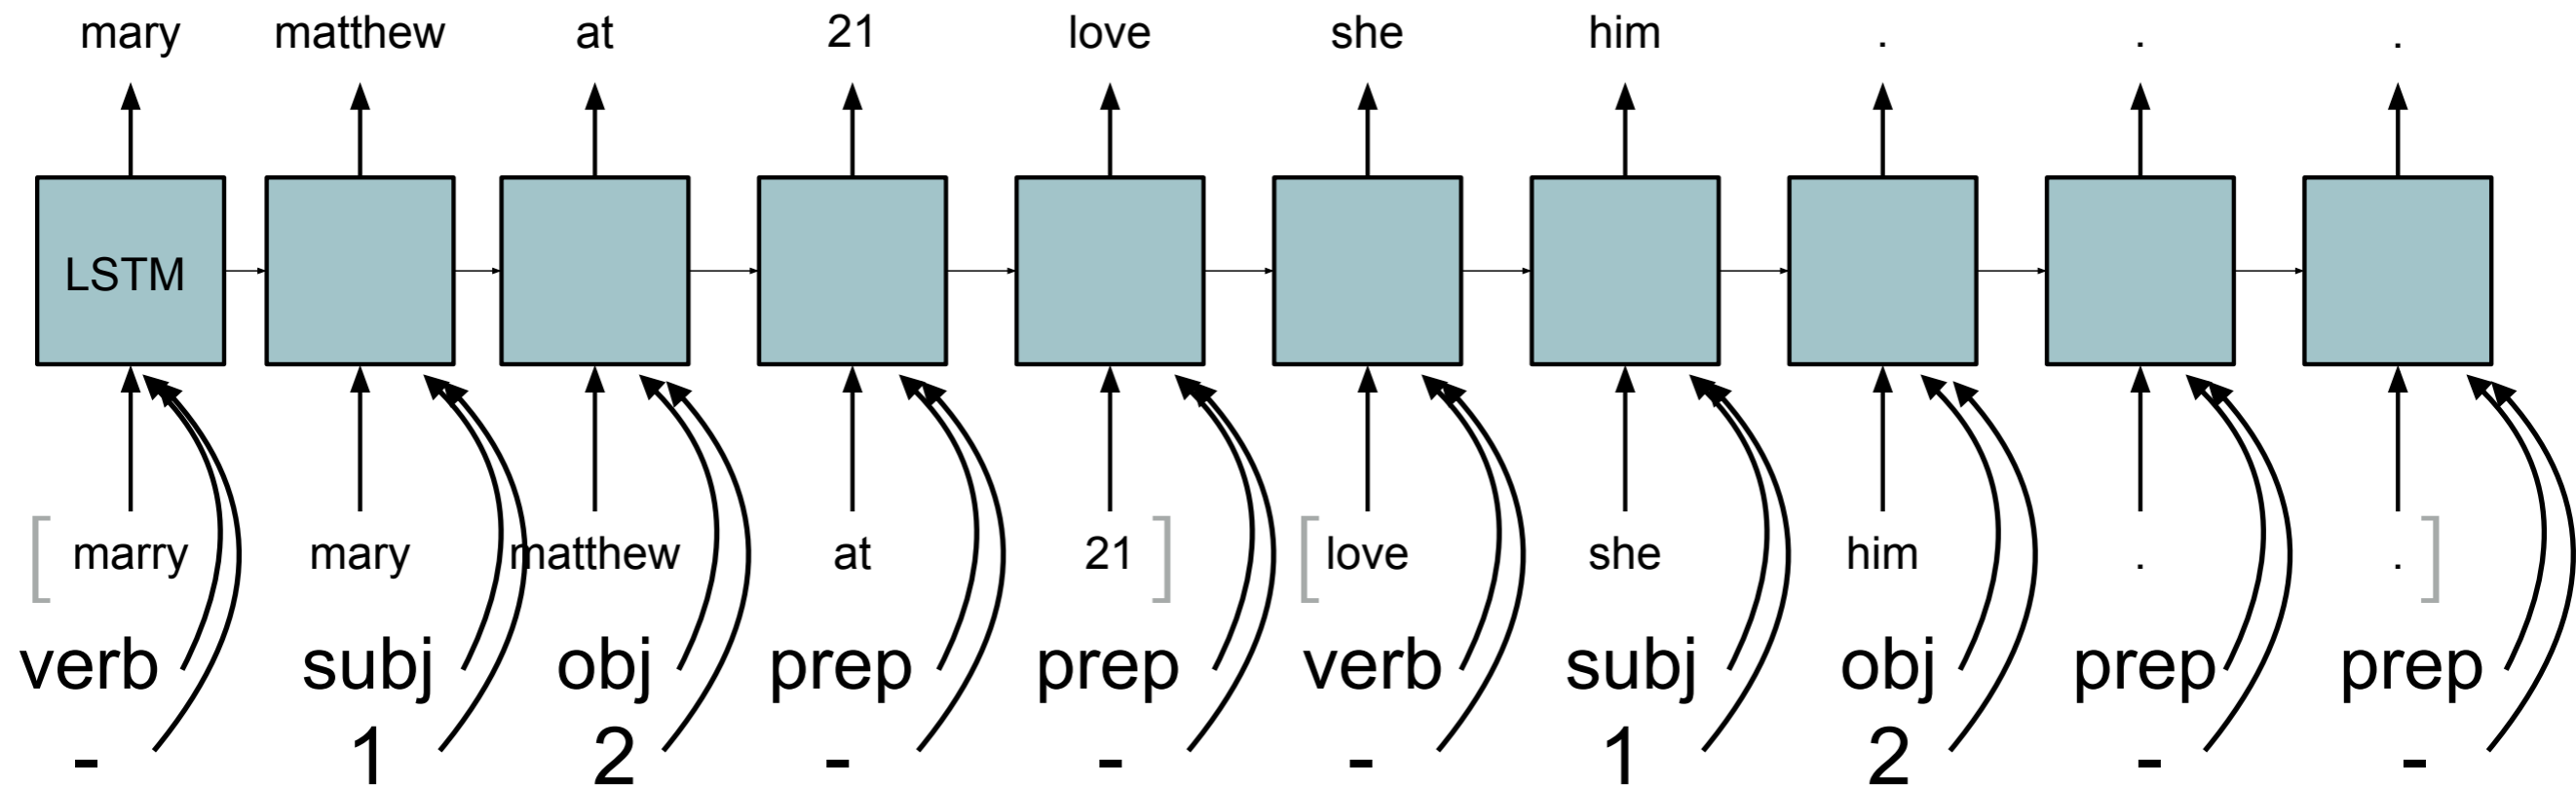 mary matthew at 21 love she him . . .
LSTM
[ marry mary matthew at 21 ] [ love she him . . ]
verb subj obj prep prep verb subj obj prep prep
- 1 2 - - - 1 2 - -